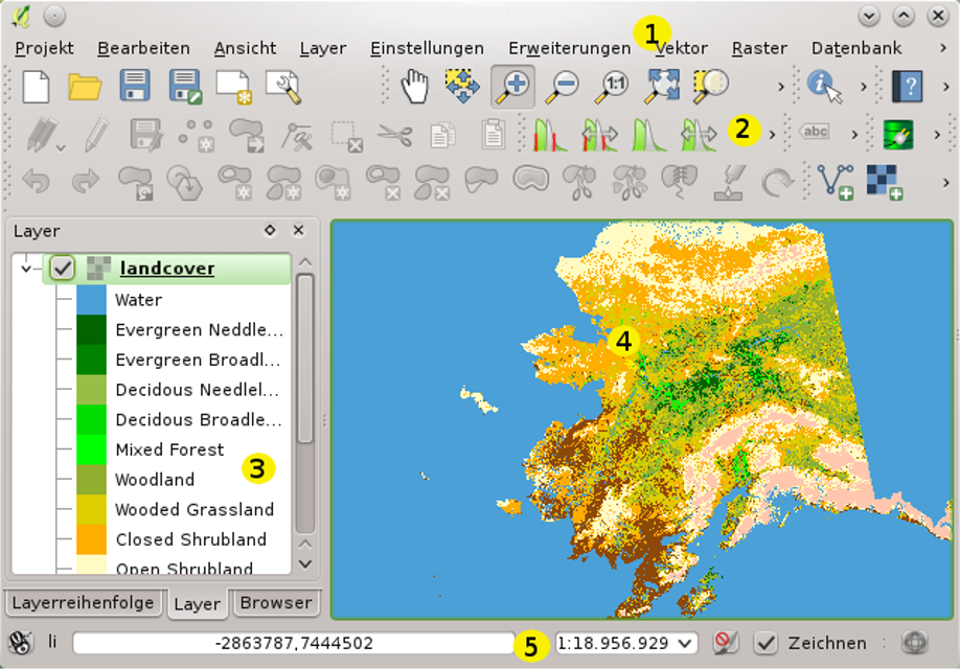 Projekt Bearbeiten Ansicht Layer Einstellungen Erweiterungen 1 Vektor Raster Datenbank
1:1
2 abc
Layer
landcover
Water
Evergreen Neddle...
Evergreen Broadl...
Decidous Needlel...
Decidous Broadle...
Mixed Forest
Woodland
Wooded Grassland
Closed Shrubland
Open Shrubland
3
4
Layerreihenfolge Layer Browser
li -2863787,7444502 5 1:18.956.929 Zeichnen